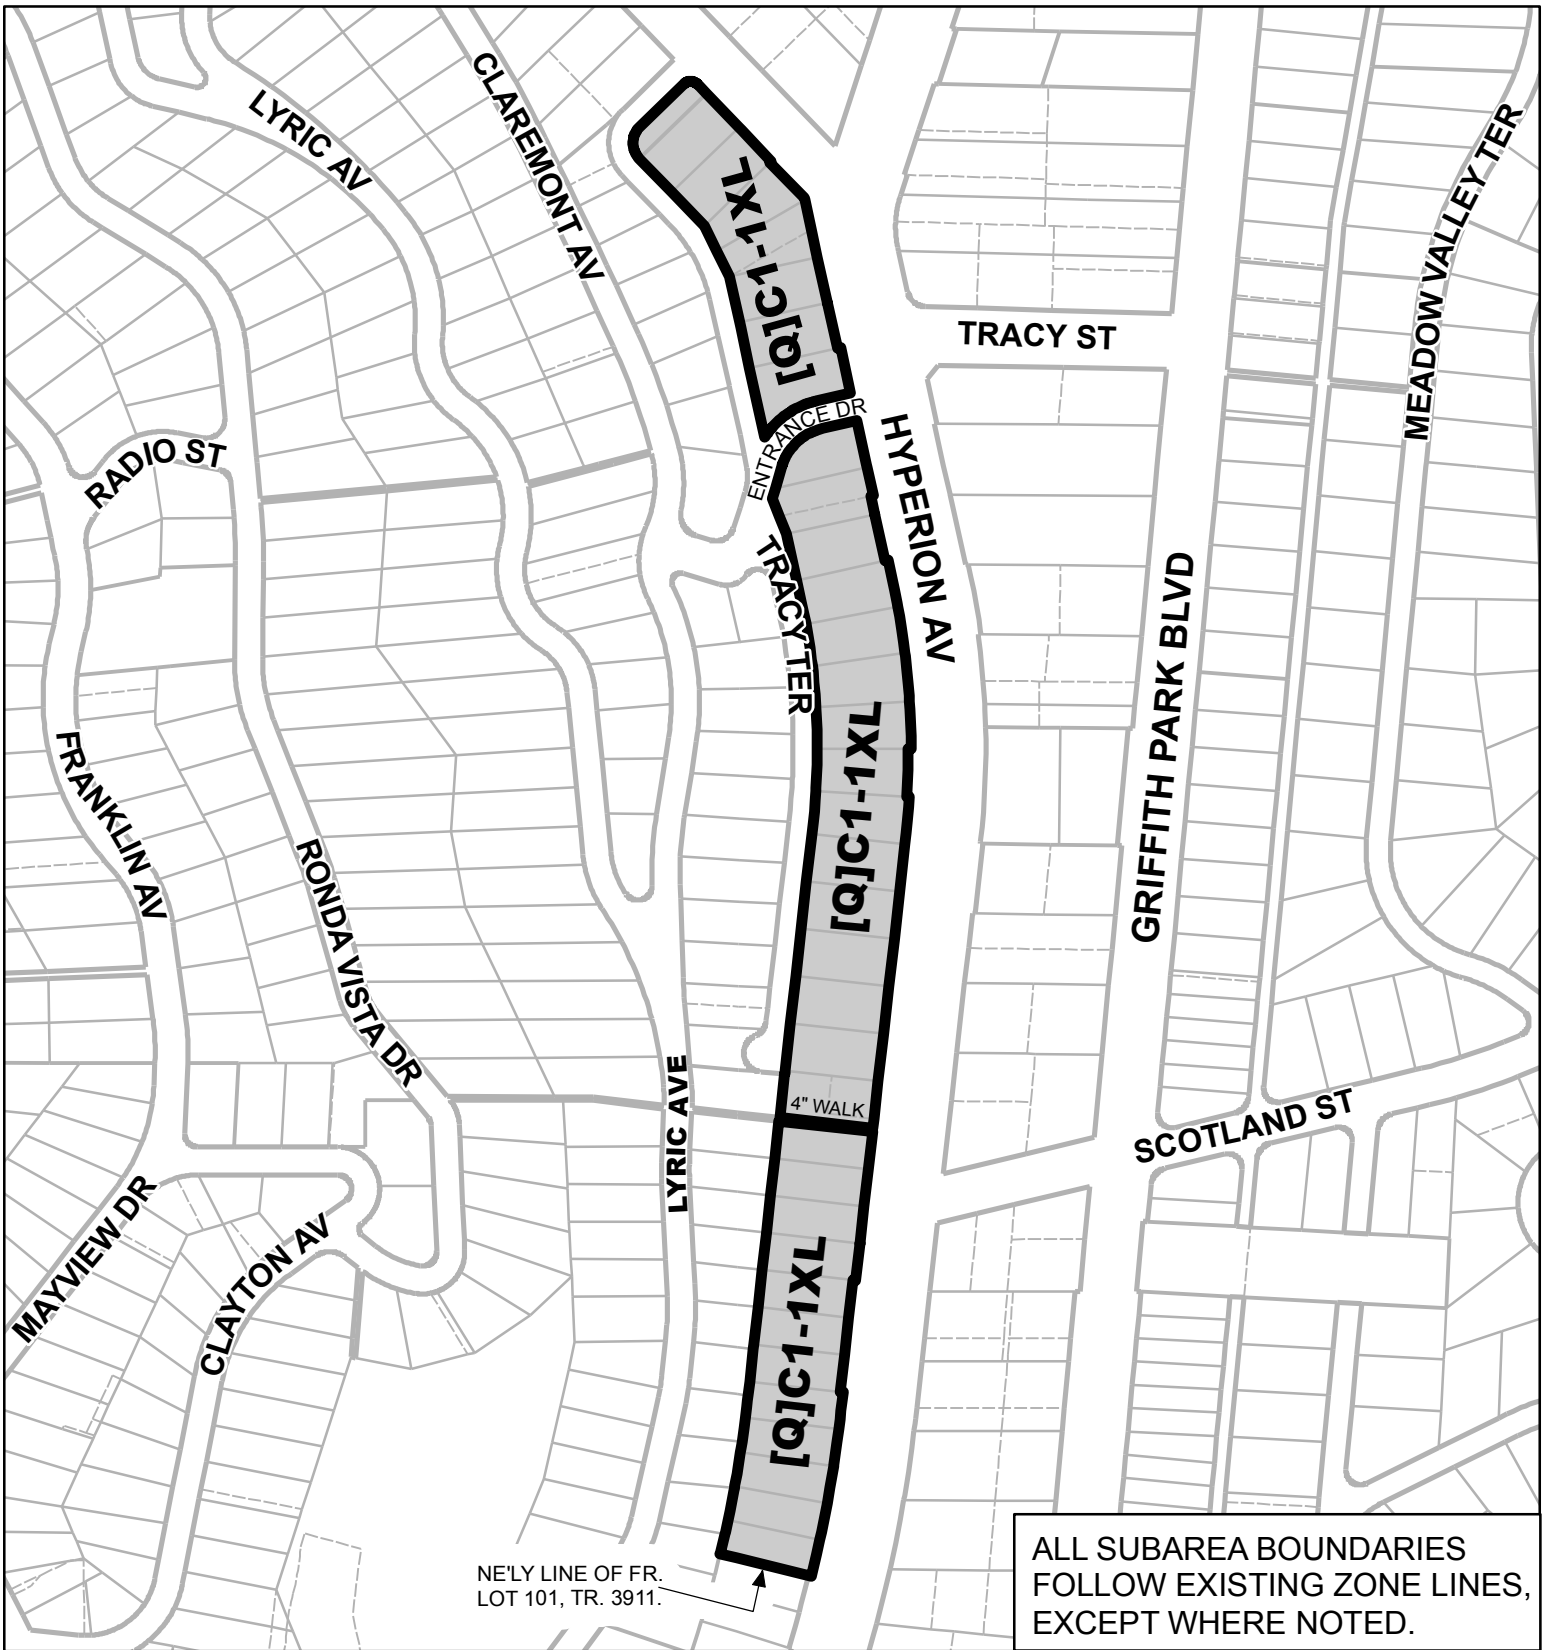 LYRIC AV
CLAREMONT AV
MEADOW VALLEY TER
[Q]C1-1XL
TRACY ST
ENTRANCE DR
HYPERION AV
RADIO ST
TRACY TER
GRIFFITH PARK BLVD
FRANKLIN AV
[Q]C1-1XL
RONDA VISTA DR
LYRIC AVE
4" WALK
SCOTLAND ST
MAYVIEW DR
CLAYTON AV
[Q]C1-1XL
NE'LY LINE OF FR.
LOT 101, TR. 3911.
ALL SUBAREA BOUNDARIES
FOLLOW EXISTING ZONE LINES,
EXCEPT WHERE NOTED.